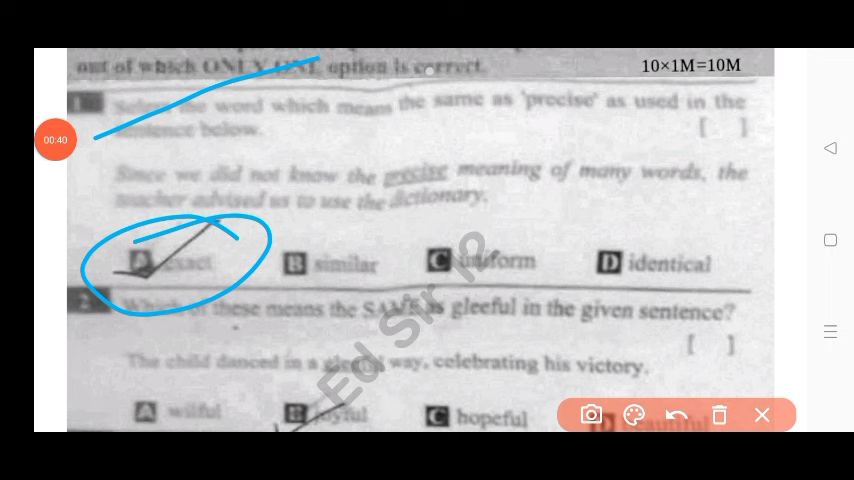 out of which ONLY ONE option is correct. 10×1M=10M
1 Select the word which means the same as 'precise' as used in the
sentence below. [ ]
00:40
Since we did not know the precise meaning of many words, the
teacher advised us to use the dictionary.
A exact B similar C uniform D identical
2 Which of these means the SAME as gleeful in the given sentence?
[ ]
The child danced in a gleeful way, celebrating his victory.
A wilful B joyful C hopeful D beautiful
Ed Sir 12